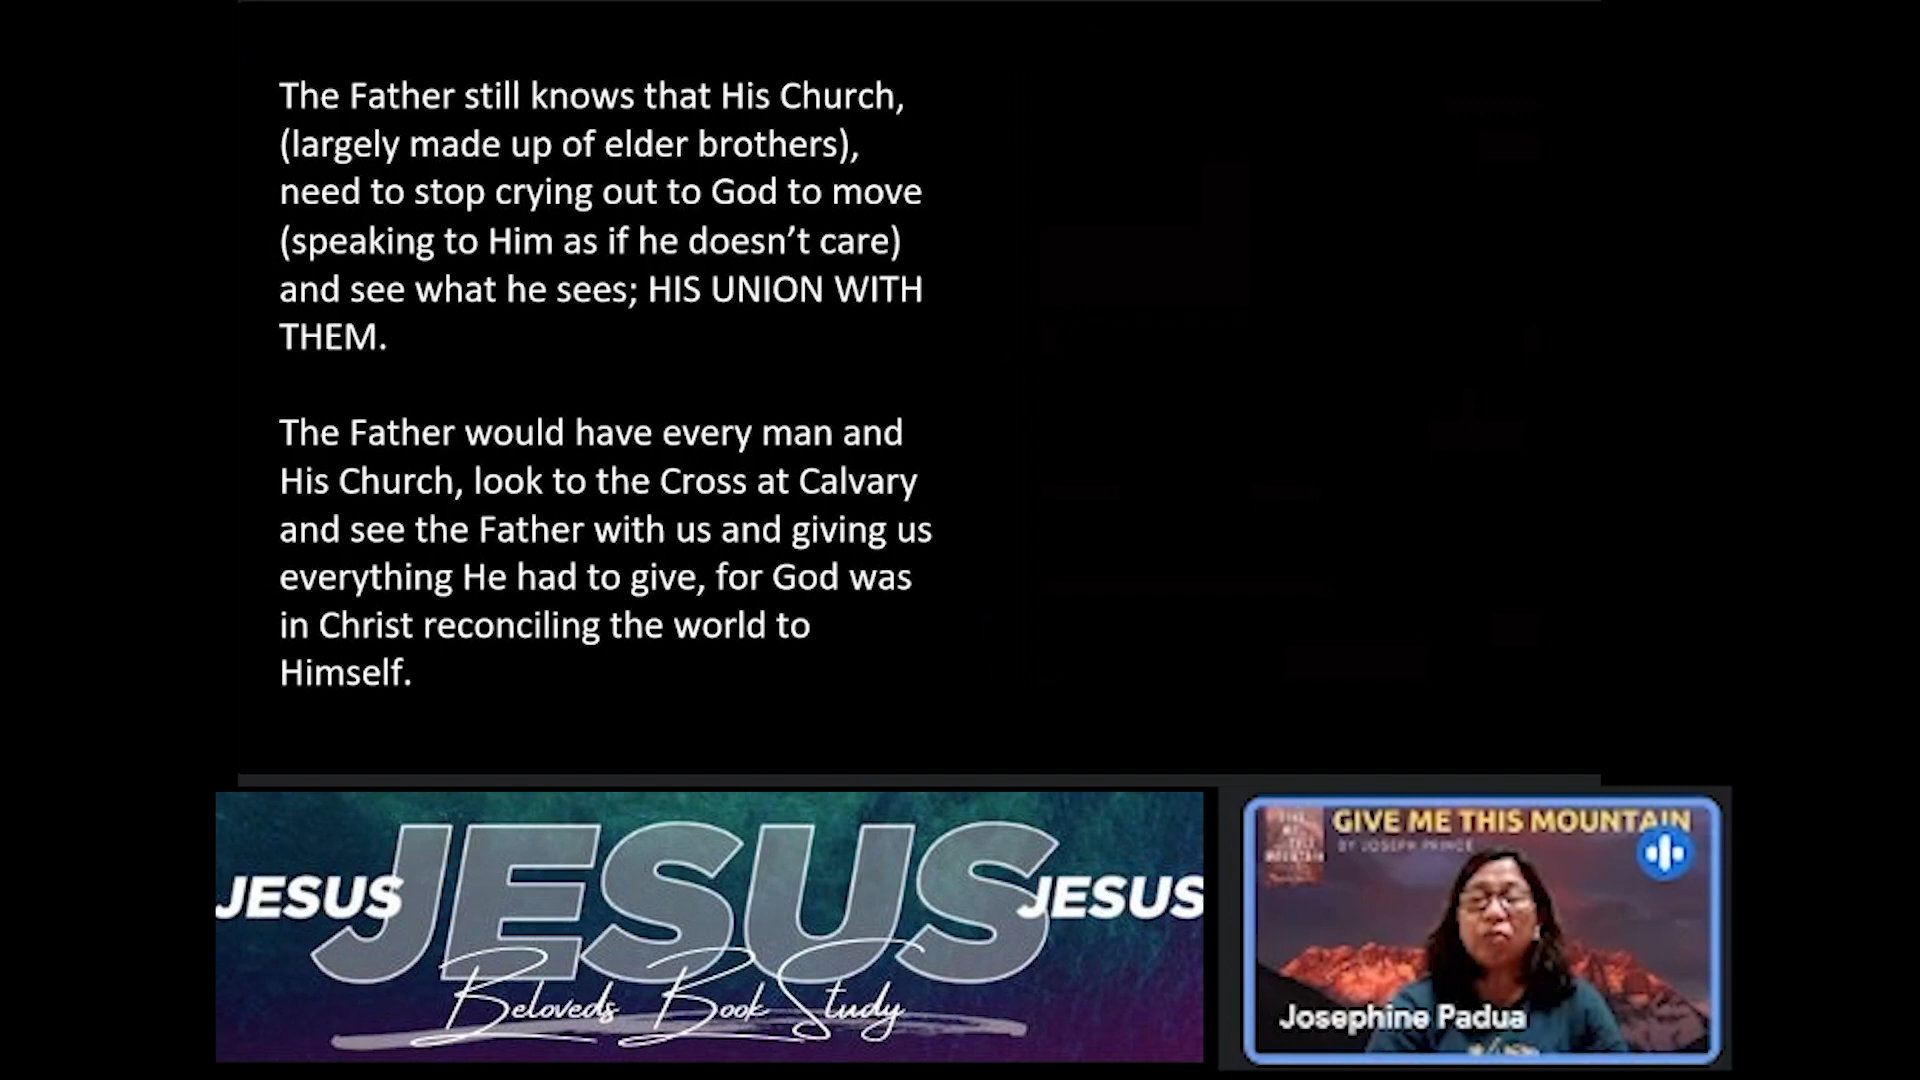 The Father still knows that His Church,
(largely made up of elder brothers),
need to stop crying out to God to move
(speaking to Him as if he doesn’t care)
and see what he sees; HIS UNION WITH
THEM.
The Father would have every man and
His Church, look to the Cross at Calvary
and see the Father with us and giving us
everything He had to give, for God was
in Christ reconciling the world to
Himself.
JESUS JESUS JESUS
Beloveds Book Study
GIVE ME THIS MOUNTAIN
BY JOSEPH PRINCE
Josephine Padua